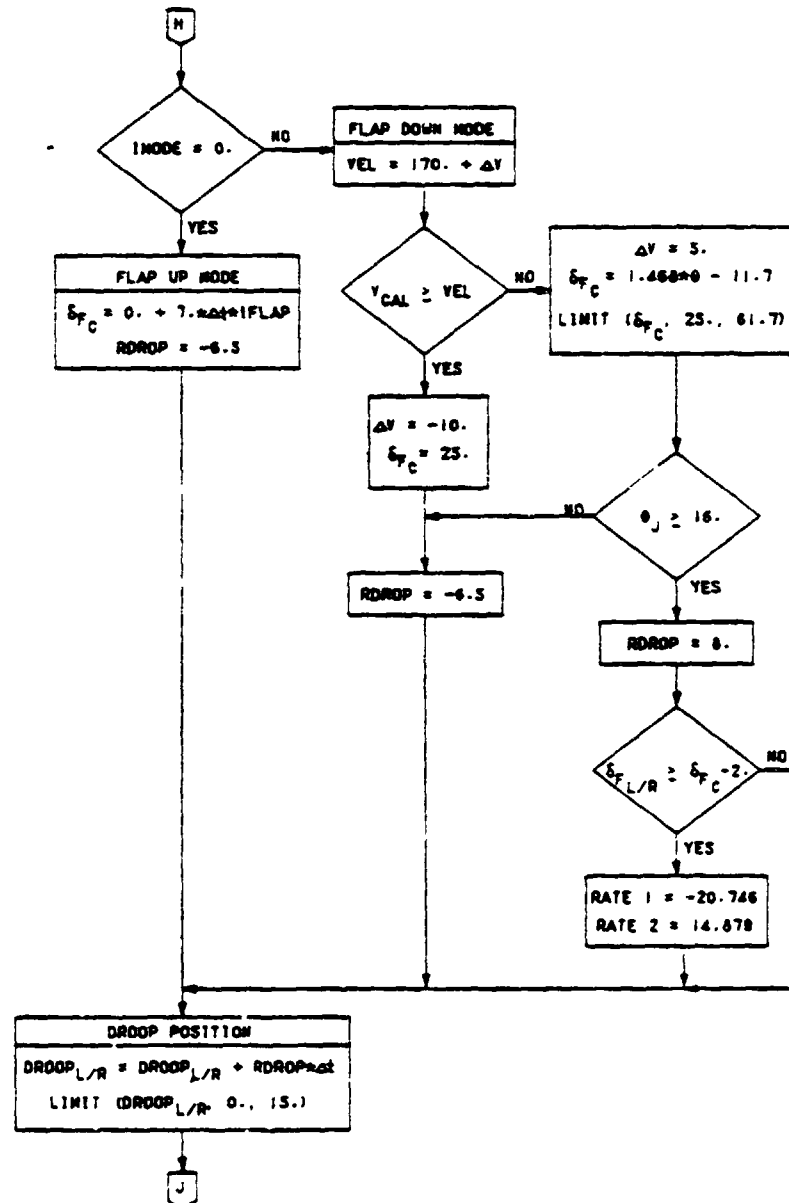 H
IMODE = 0.
NO
YES
FLAP DOWN MODE
VEL = 170. + ΔV
FLAP UP MODE
δFC = 0. + 7.*Δt*IFLAP
RDROP = -6.5
VCAL ≥ VEL
NO
YES
ΔV = 5.
δFC = 1.468*θ - 11.7
LIMIT (δFC, 25., 61.7)
ΔV = -10.
δFC = 25.
θJ ≥ 16.
NO
YES
RDROP = -6.5
RDROP = 8.
δFL/R ≥ δFC-2.
NO
YES
RATE 1 = -20.746
RATE 2 = 14.878
DROOP POSITION
DROOPL/R = DROOPL/R + RDROP*Δt
LIMIT (DROOPL/R, 0., 15.)
J